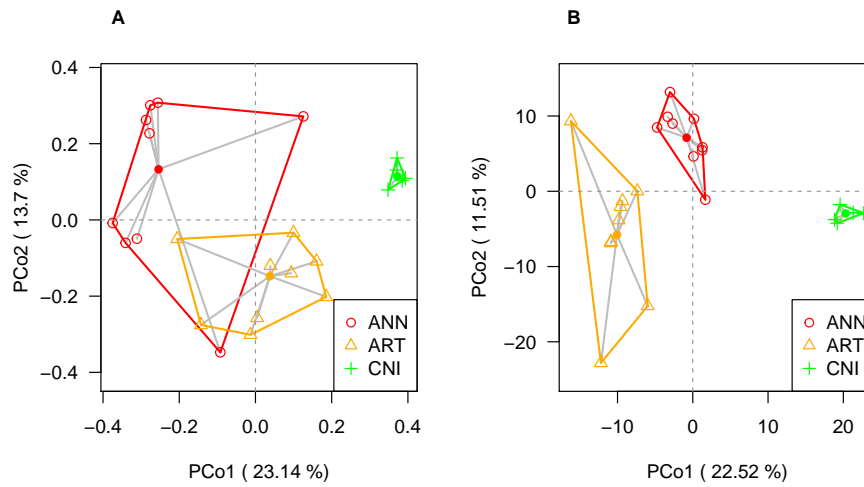 A
0.4
0.2
0.0
−0.2
−0.4
PCo2 ( 13.7 %)
−0.4 −0.2 0.0 0.2 0.4
PCo1 ( 23.14 %)
ANN
ART
CNI
B
10
0
−10
−20
PCo2 ( 11.51 %)
−10 0 10 20
PCo1 ( 22.52 %)
ANN
ART
CNI